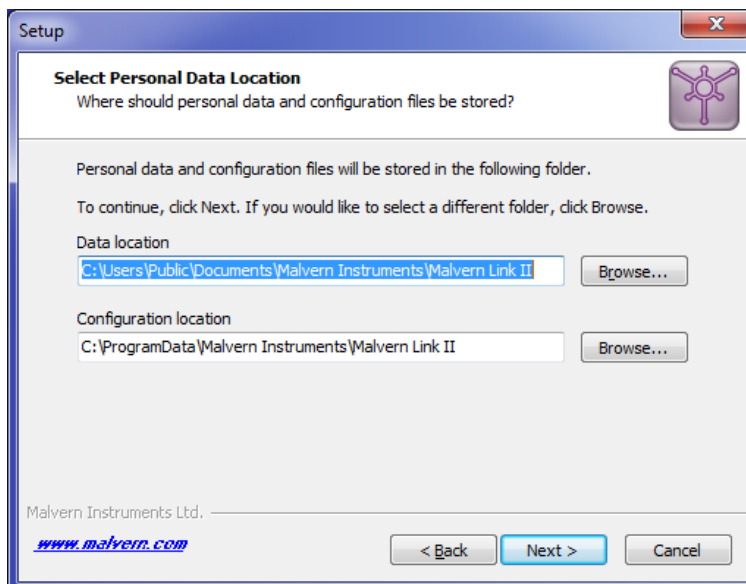 Setup
Select Personal Data Location
Where should personal data and configuration files be stored?
Personal data and configuration files will be stored in the following folder.
To continue, click Next. If you would like to select a different folder, click Browse.
Data location
C:\Users\Public\Documents\Malvern Instruments\Malvern Link II
Browse...
Configuration location
C:\ProgramData\Malvern Instruments\Malvern Link II
Browse...
Malvern Instruments Ltd.
www.malvern.com
< Back
Next >
Cancel